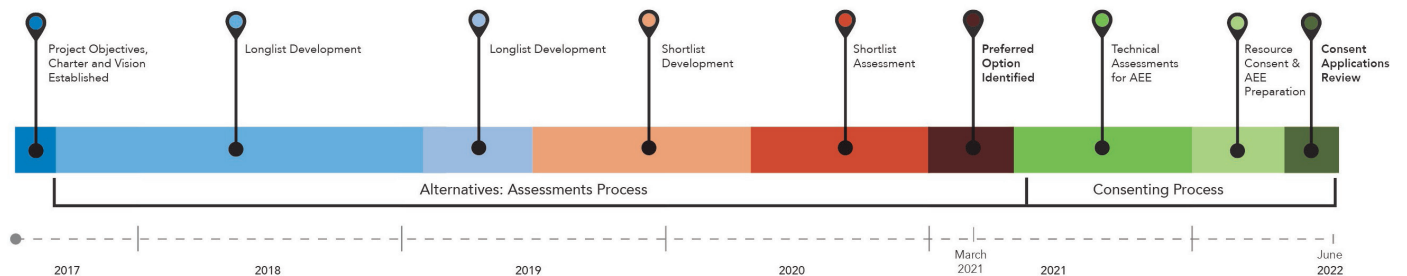 Project Objectives,
Charter and Vision
Established
Longlist Development
Longlist Development
Shortlist
Development
Shortlist
Assessment
Preferred
Option
Identified
Technical
Assessments
for AEE
Resource
Consent &
AEE
Preparation
Consent
Applications
Review
Alternatives: Assessments Process
Consenting Process
2017
2018
2019
2020
March
2021
2021
June
2022